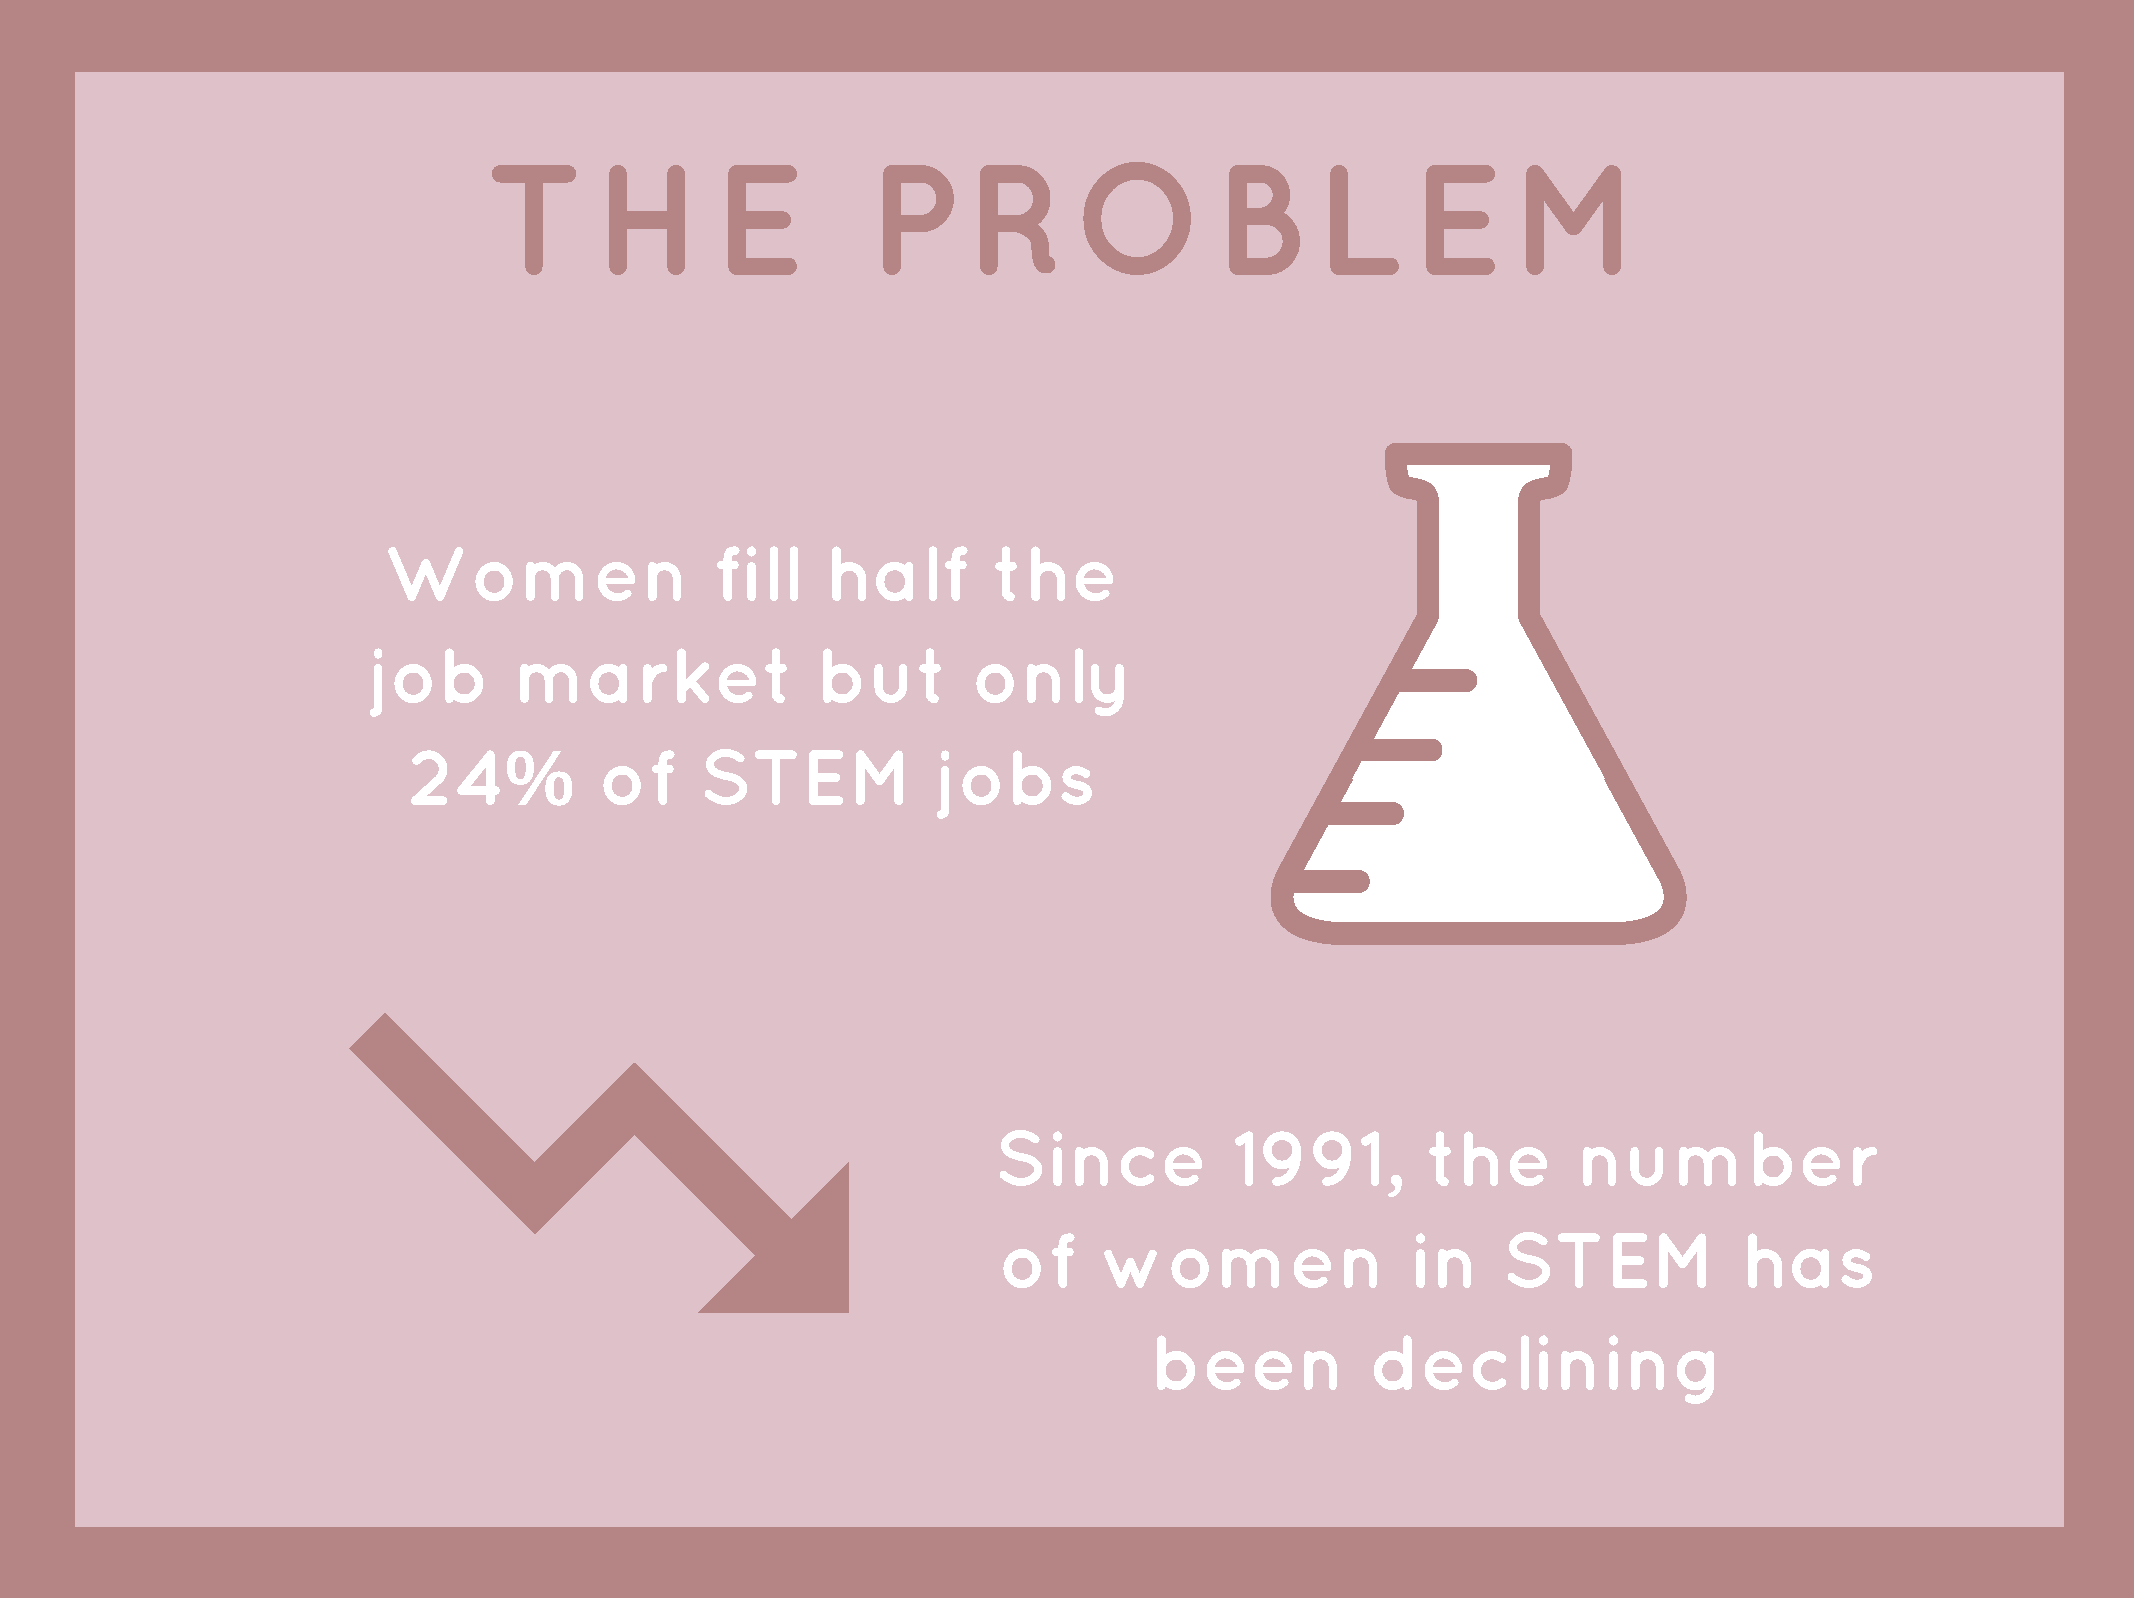 THE PROBLEM
Women fill half the
job market but only
24% of STEM jobs
Since 1991, the number
of women in STEM has
been declining